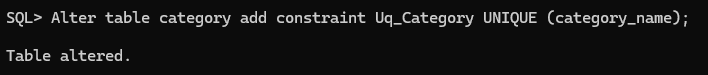 SQL> Alter table category add constraint Uq_Category UNIQUE (category_name);
Table altered.